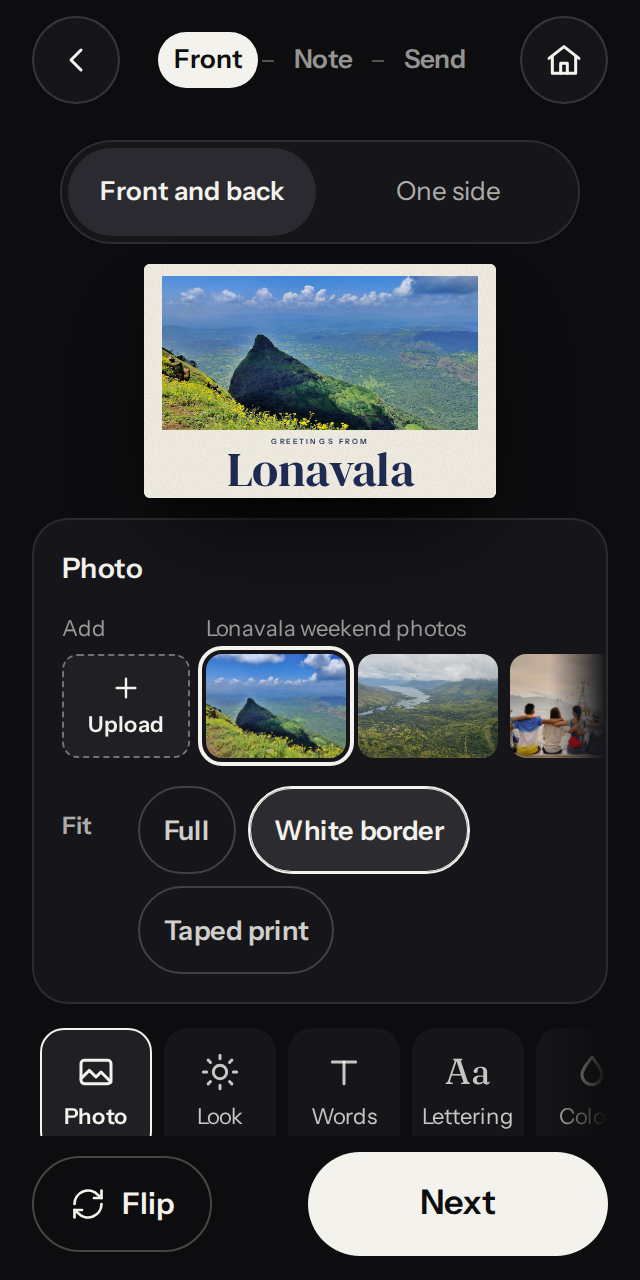 Front – Note – Send
Front and back One side
GREETINGS FROM
Lonavala
Photo
Add Lonavala weekend photos
Upload
Fit Full White border
Taped print
Aa
Photo Look Words Lettering
Flip Next